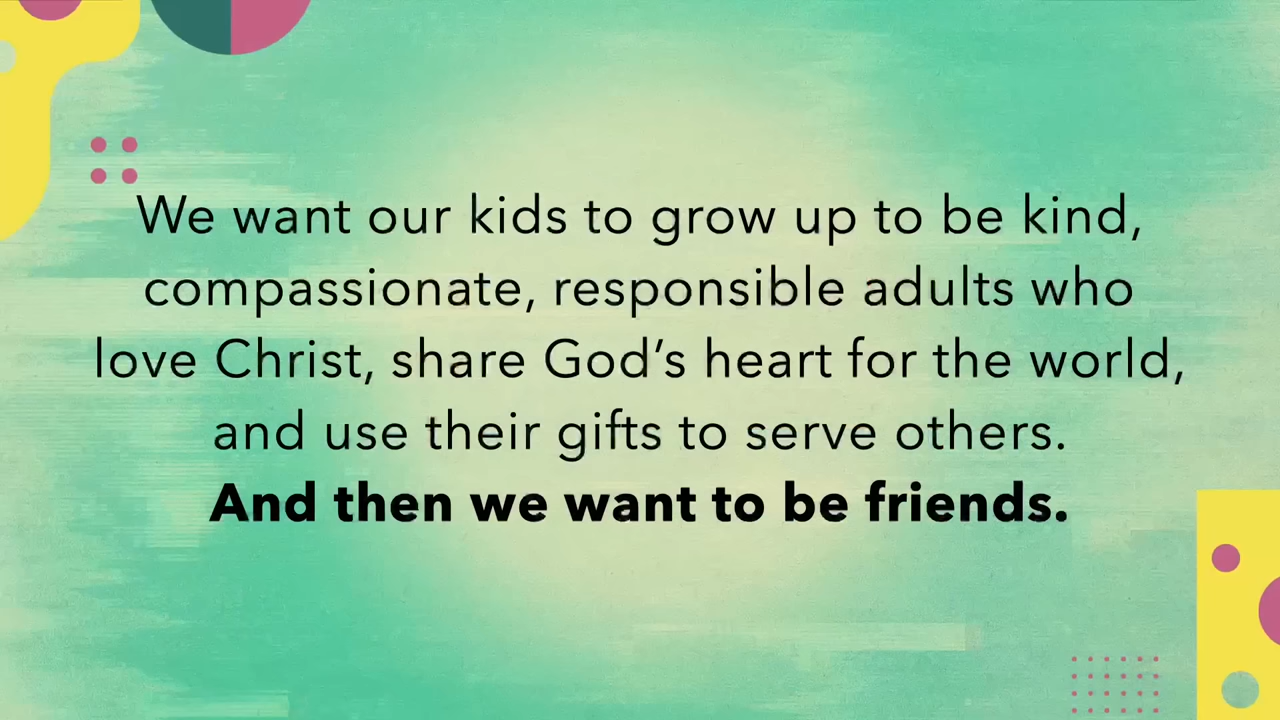 We want our kids to grow up to be kind,
compassionate, responsible adults who
love Christ, share God’s heart for the world,
and use their gifts to serve others.
And then we want to be friends.